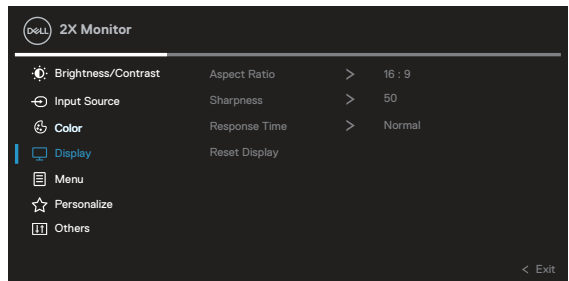 DELL 2X Monitor
Brightness/Contrast Aspect Ratio > 16 : 9
Input Source Sharpness > 50
Color Response Time > Normal
Display Reset Display
Menu
Personalize
Others
< Exit